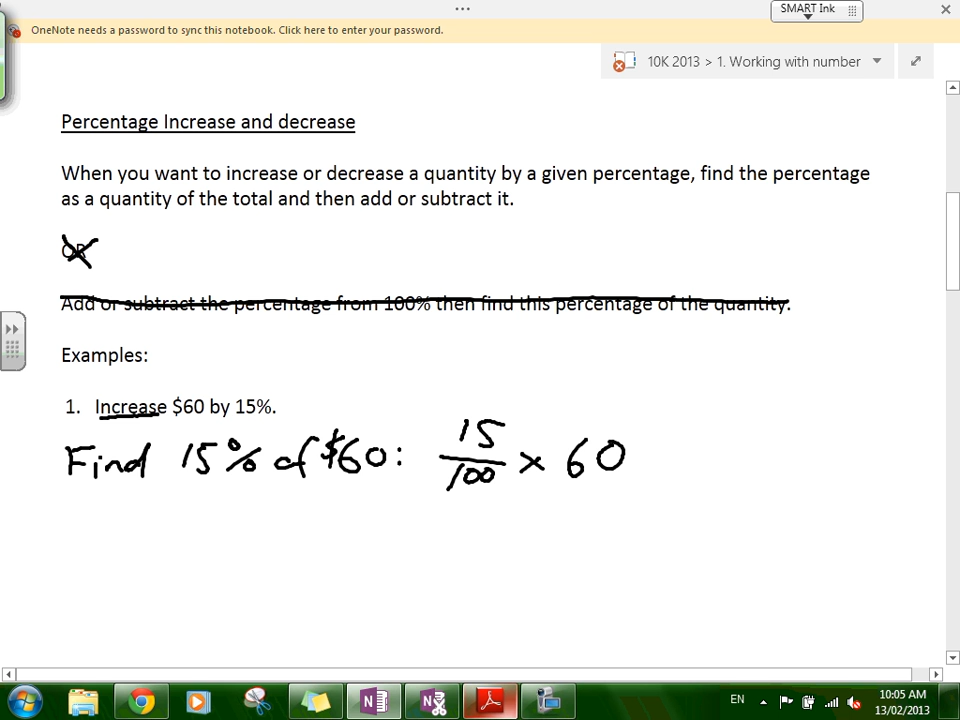 ...
SMART Ink
OneNote needs a password to sync this notebook. Click here to enter your password.
10K 2013 > 1. Working with number
Percentage Increase and decrease
When you want to increase or decrease a quantity by a given percentage, find the percentage
as a quantity of the total and then add or subtract it.
OR
Add or subtract the percentage from 100% then find this percentage of the quantity.
Examples:
1. Increase $60 by 15%.
Find 15% of $60: 15/100 × 60
EN
10:05 AM
13/02/2013